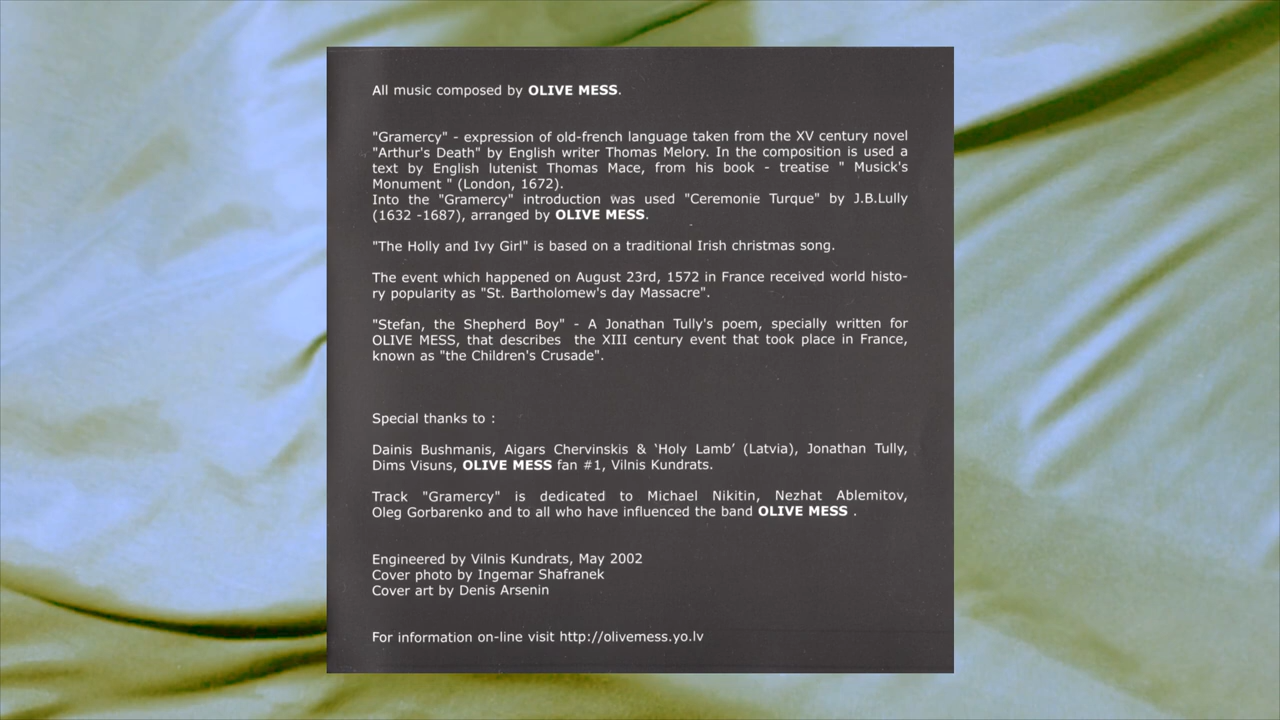 All music composed by OLIVE MESS.
"Gramercy" - expression of old-french language taken from the XV century novel
"Arthur's Death" by English writer Thomas Melory. In the composition is used a
text by English lutenist Thomas Mace, from his book - treatise " Musick's
Monument " (London, 1672).
Into the "Gramercy" introduction was used "Ceremonie Turque" by J.B.Lully
(1632 -1687), arranged by OLIVE MESS.
"The Holly and Ivy Girl" is based on a traditional Irish christmas song.
The event which happened on August 23rd, 1572 in France received world histo-
ry popularity as "St. Bartholomew's day Massacre".
"Stefan, the Shepherd Boy" - A Jonathan Tully's poem, specially written for
OLIVE MESS, that describes  the XIII century event that took place in France,
known as "the Children's Crusade".
Special thanks to :
Dainis Bushmanis, Aigars Chervinskis & ‘Holy Lamb’ (Latvia), Jonathan Tully,
Dims Visuns, OLIVE MESS fan #1, Vilnis Kundrats.
Track "Gramercy" is dedicated to Michael Nikitin, Nezhat Ablemitov,
Oleg Gorbarenko and to all who have influenced the band OLIVE MESS .
Engineered by Vilnis Kundrats, May 2002
Cover photo by Ingemar Shafranek
Cover art by Denis Arsenin
For information on-line visit http://olivemess.yo.lv